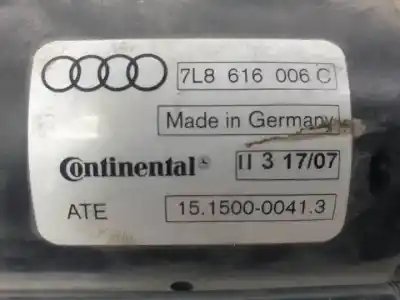 7L8 616 006 C
Made in Germany
Continental
II 3 17/07
ATE
15.1500-0041.3